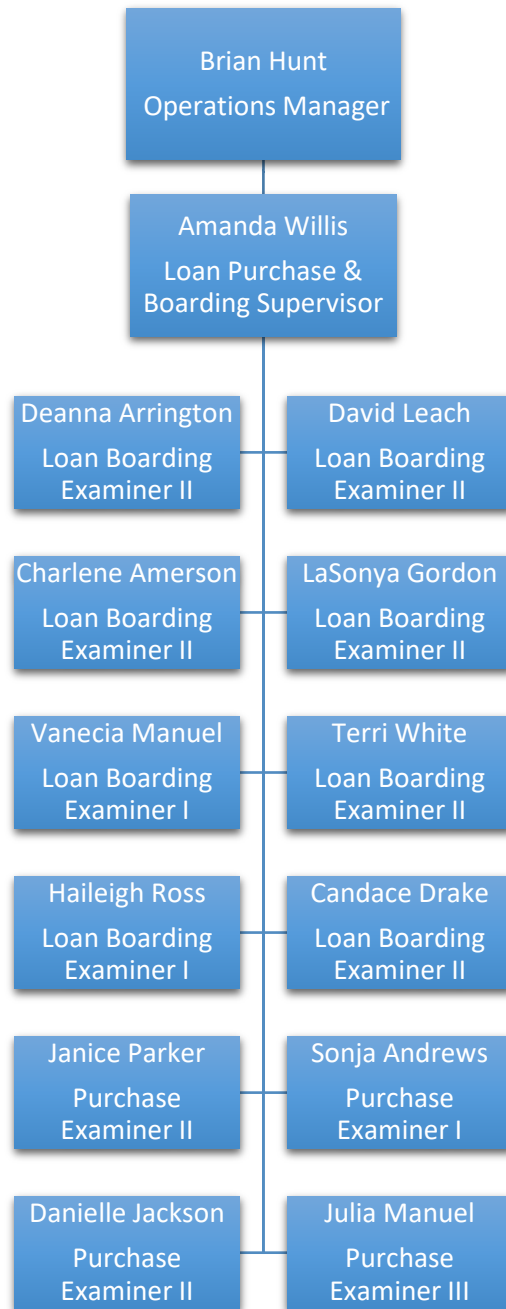 Brian Hunt
Operations Manager
Amanda Willis
Loan Purchase &
Boarding Supervisor
Deanna Arrington
Loan Boarding
Examiner II
David Leach
Loan Boarding
Examiner II
Charlene Amerson
Loan Boarding
Examiner II
LaSonya Gordon
Loan Boarding
Examiner II
Vanecia Manuel
Loan Boarding
Examiner I
Terri White
Loan Boarding
Examiner II
Haileigh Ross
Loan Boarding
Examiner I
Candace Drake
Loan Boarding
Examiner II
Janice Parker
Purchase
Examiner II
Sonja Andrews
Purchase
Examiner I
Danielle Jackson
Purchase
Examiner II
Julia Manuel
Purchase
Examiner III